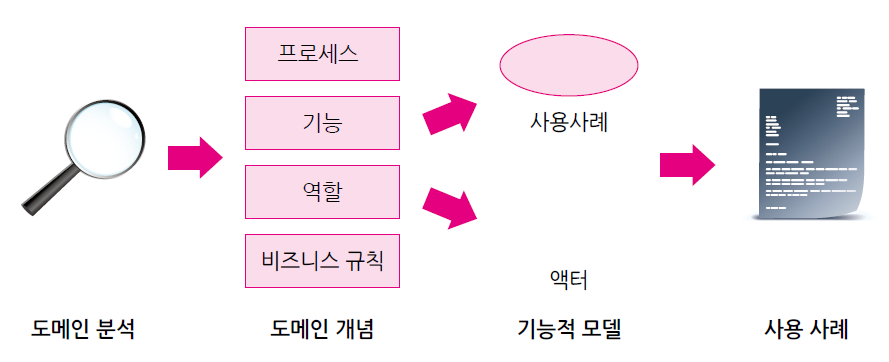 프로세스
기능
역할
비즈니스 규칙
사용사례
액터
도메인 분석
도메인 개념
기능적 모델
사용 사례